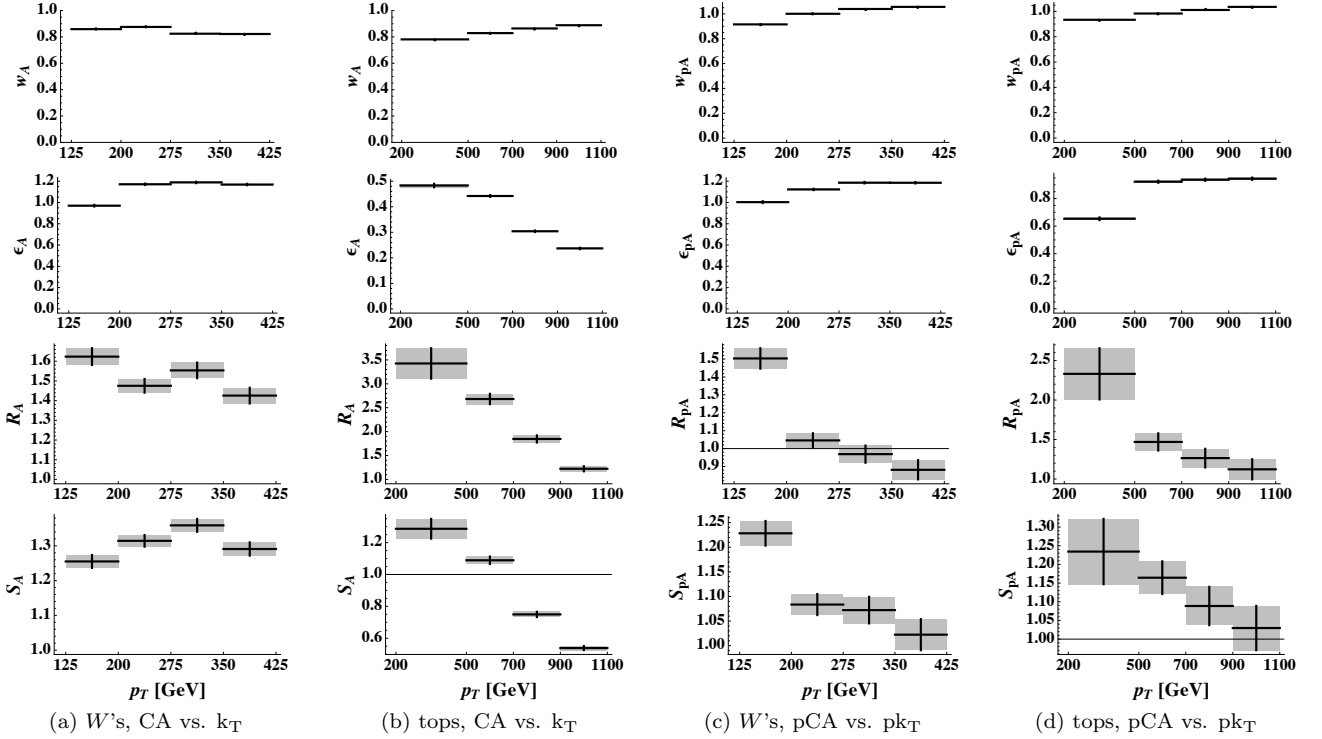 w_A
1.0
0.8
0.6
0.4
0.2
0.0
125 200 275 350 425
w_A
1.0
0.8
0.6
0.4
0.2
0.0
200 500 700 900 1100
w_pA
1.0
0.8
0.6
0.4
0.2
0.0
125 200 275 350 425
w_pA
1.0
0.8
0.6
0.4
0.2
0.0
200 500 700 900 1100
ϵ_A
1.2
1.0
0.8
0.6
0.4
0.2
0.0
125 200 275 350 425
ϵ_A
0.5
0.4
0.3
0.2
0.1
0.0
200 500 700 900 1100
ϵ_pA
1.2
1.0
0.8
0.6
0.4
0.2
0.0
125 200 275 350 425
ϵ_pA
0.8
0.6
0.4
0.2
0.0
200 500 700 900 1100
R_A
1.6
1.5
1.4
1.3
1.2
1.1
1.0
125 200 275 350 425
R_A
3.5
3.0
2.5
2.0
1.5
1.0
200 500 700 900 1100
R_pA
1.5
1.4
1.3
1.2
1.1
1.0
0.9
125 200 275 350 425
R_pA
2.5
2.0
1.5
1.0
200 500 700 900 1100
S_A
1.3
1.2
1.1
1.0
125 200 275 350 425
p_T [GeV]
S_A
1.2
1.0
0.8
0.6
200 500 700 900 1100
p_T [GeV]
S_pA
1.25
1.20
1.15
1.10
1.05
1.00
125 200 275 350 425
p_T [GeV]
S_pA
1.30
1.25
1.20
1.15
1.10
1.05
1.00
200 500 700 900 1100
p_T [GeV]
(a) W's, CA vs. k_T
(b) tops, CA vs. k_T
(c) W's, pCA vs. pk_T
(d) tops, pCA vs. pk_T